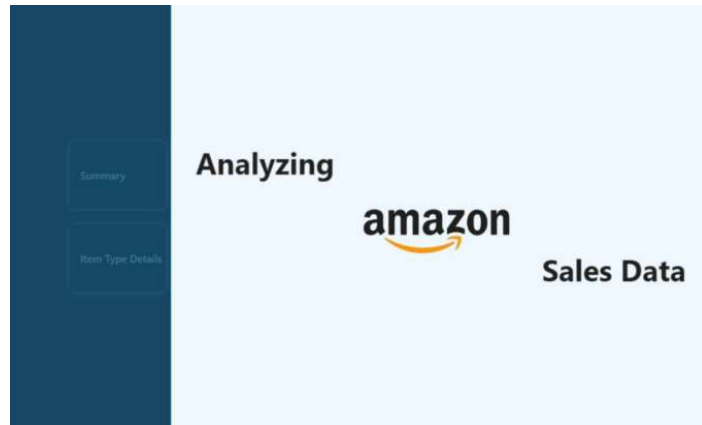 Summary
Item Type Details
Analyzing
amazon
Sales Data